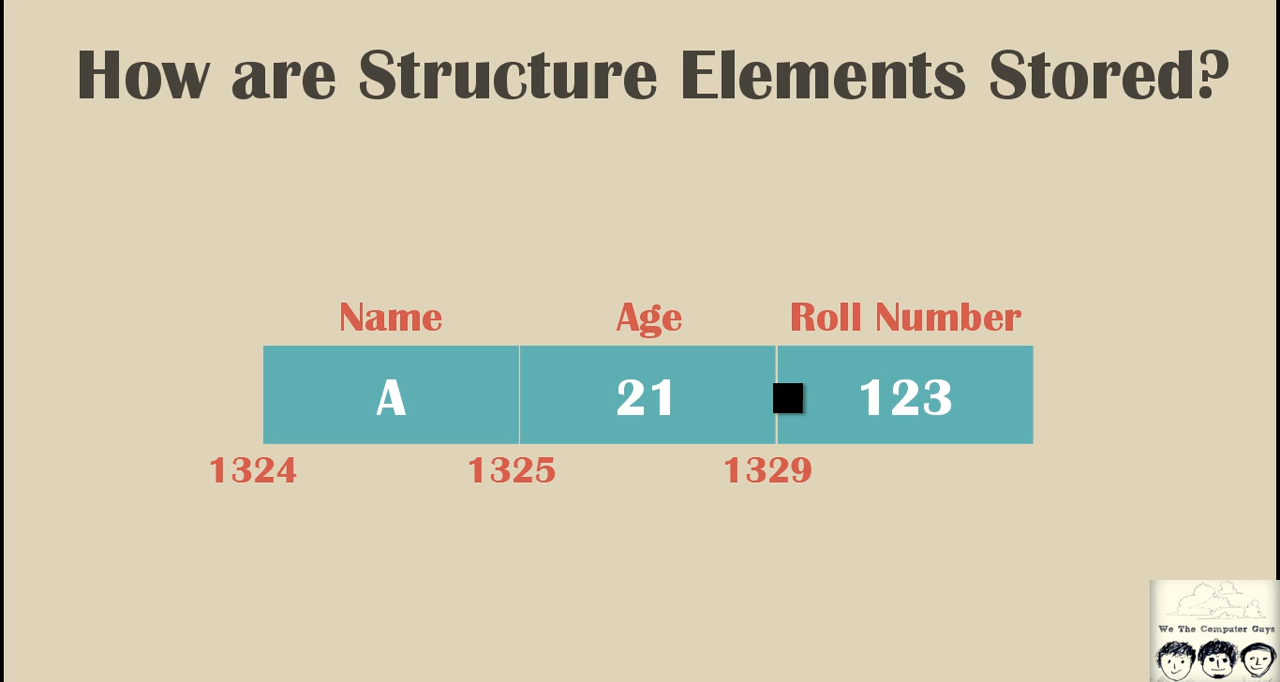 How are Structure Elements Stored?
Name Age Roll Number
A 21 123
1324 1325 1329
We The Computer Guys